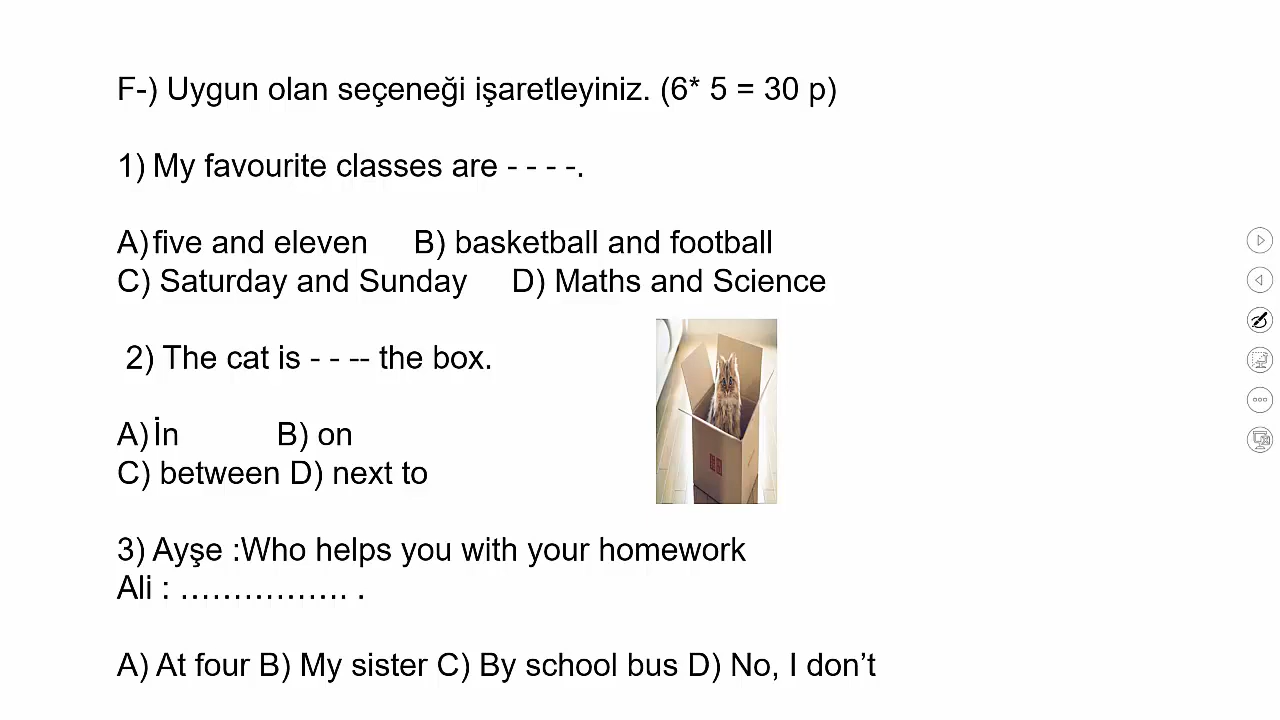 F-) Uygun olan seçeneği işaretleyiniz. (6* 5 = 30 p)
1) My favourite classes are - - - -.
A) five and eleven B) basketball and football
C) Saturday and Sunday D) Maths and Science
2) The cat is - - -- the box.
A) İn B) on
C) between D) next to
3) Ayşe :Who helps you with your homework
Ali : ……………. .
A) At four B) My sister C) By school bus D) No, I don’t